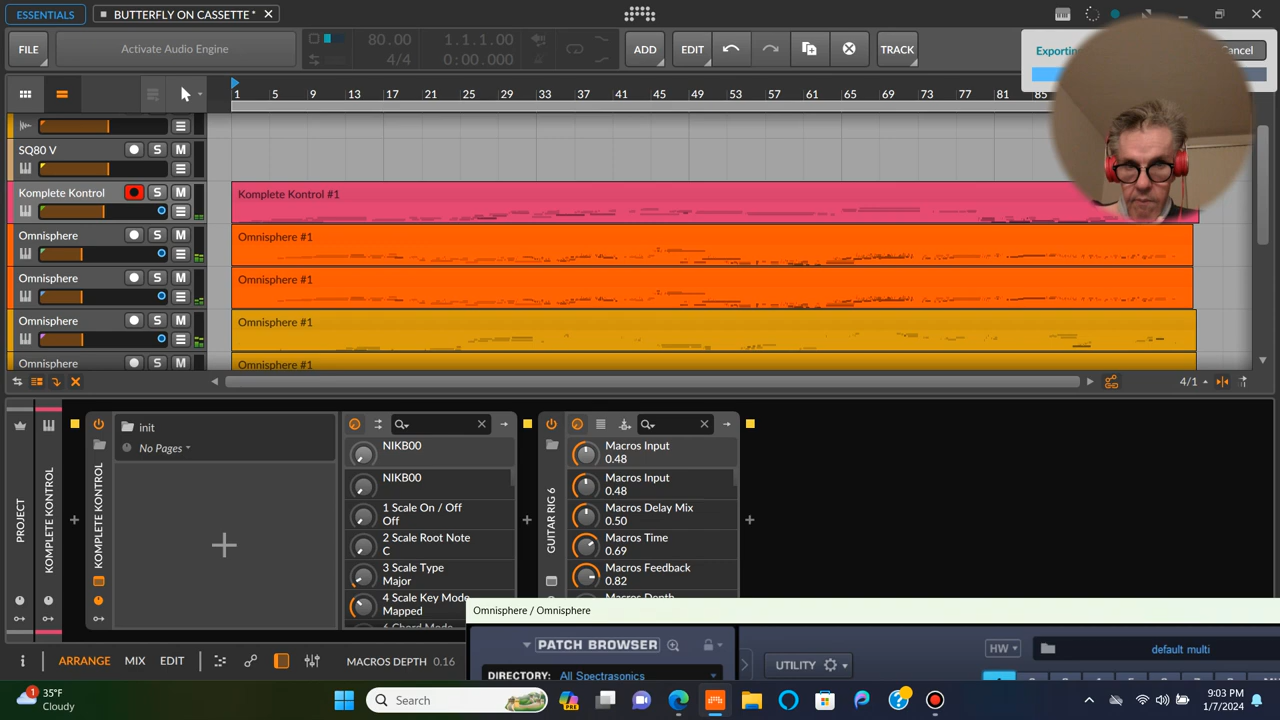 ESSENTIALS
BUTTERFLY ON CASSETTE *
FILE
Activate Audio Engine
80.00
4/4
1.1.1.00
0:00.000
ADD
EDIT
TRACK
Exporting
Cancel
1 5 9 13 17 21 25 29 33 37 41 45 49 53 57 61 65 69 73 77 81 85
SQ80 V
S M
Komplete Kontrol
S M
Komplete Kontrol #1
Omnisphere
S M
Omnisphere #1
Omnisphere
S M
Omnisphere #1
Omnisphere
S M
Omnisphere #1
Omnisphere
S M
Omnisphere #1
4/1
PROJECT
KOMPLETE KONTROL
KOMPLETE KONTROL
init
No Pages
NIKB00
NIKB00
1 Scale On / Off
Off
2 Scale Root Note
C
3 Scale Type
Major
4 Scale Key Mode
Mapped
GUITAR RIG 6
Macros Input
0.48
Macros Input
0.48
Macros Delay Mix
0.50
Macros Time
0.69
Macros Feedback
0.82
Macros Depth
Omnisphere / Omnisphere
PATCH BROWSER
DIRECTORY: All Spectrasonics
UTILITY
HW
default multi
ARRANGE
MIX
EDIT
MACROS DEPTH 0.16
1
35°F
Cloudy
Search
PRE
9:03 PM
1/7/2024